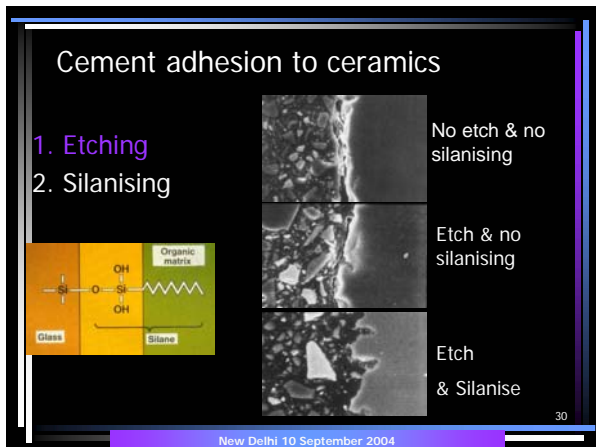 Cement adhesion to ceramics
1. Etching
2. Silanising
No etch & no
silanising
Etch & no
silanising
Etch
& Silanise
Organic
matrix
OH
Si
O
Si
OH
Glass
Silane
30
New Delhi 10 September 2004